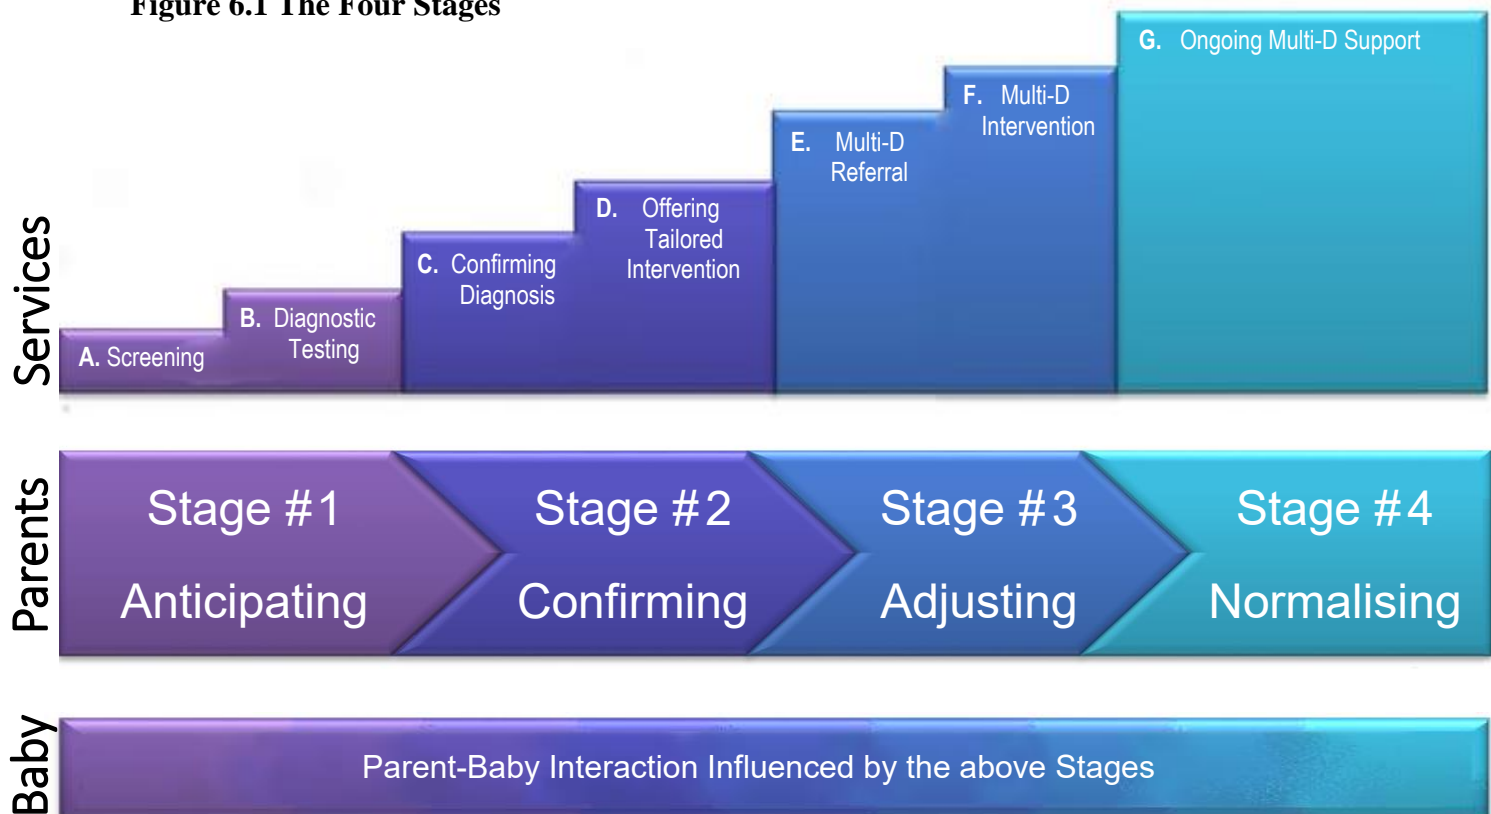 Figure 6.1 The Four Stages
G. Ongoing Multi-D Support
F. Multi-D
Intervention
E. Multi-D
Referral
D. Offering
Tailored
Intervention
C. Confirming
Diagnosis
B. Diagnostic
Testing
A. Screening
Services
Parents
Stage #1
Anticipating
Stage #2
Confirming
Stage #3
Adjusting
Stage #4
Normalising
Baby
Parent-Baby Interaction Influenced by the above Stages